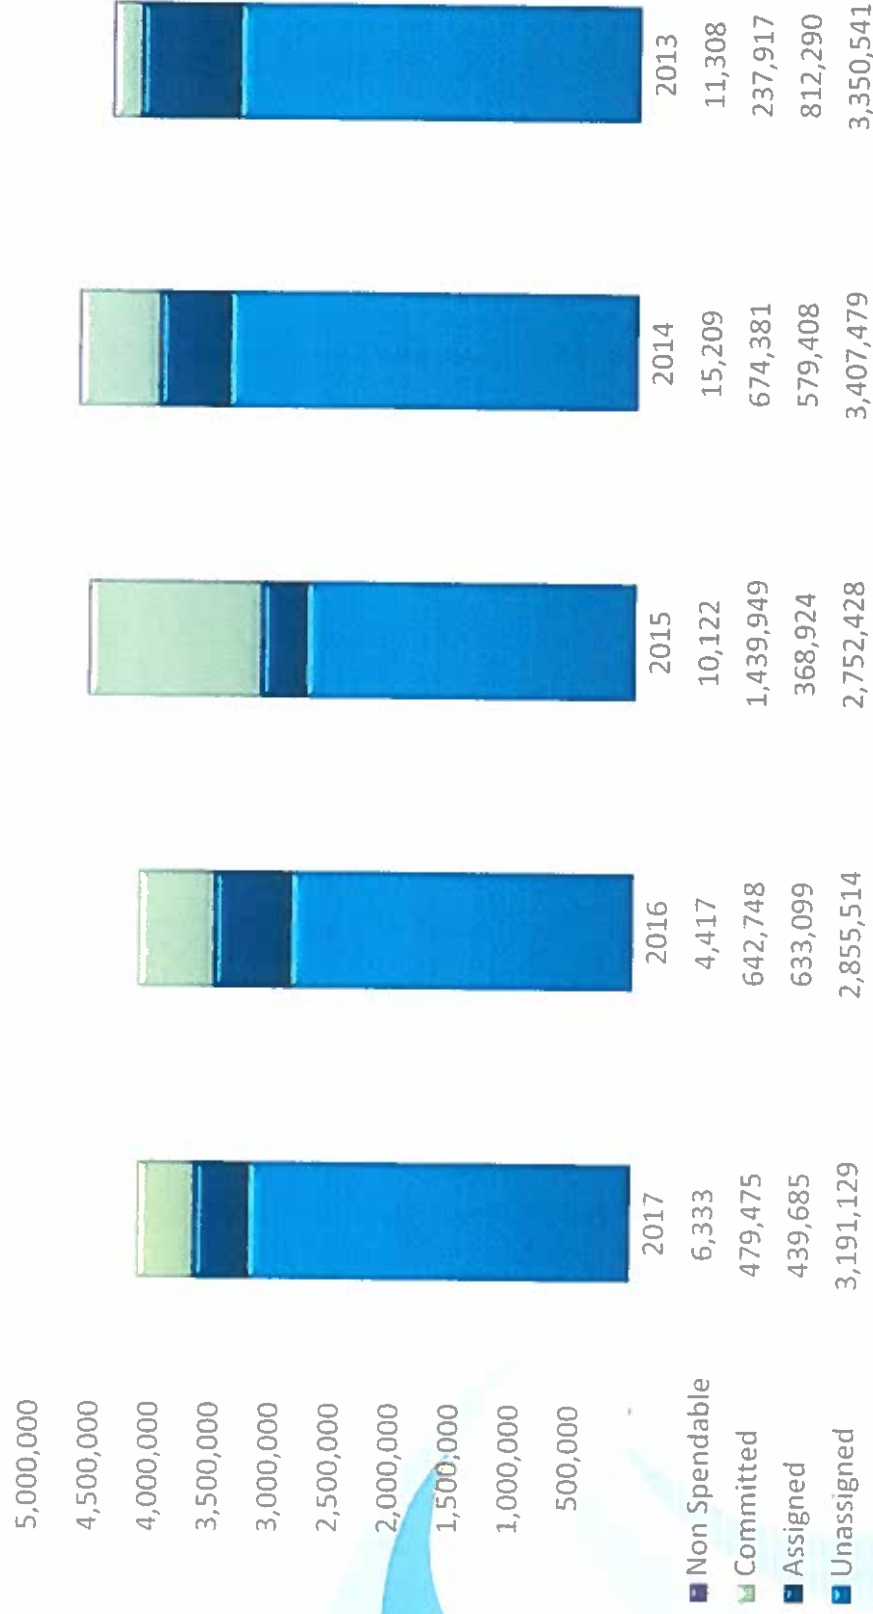 5,000,000
4,500,000
4,000,000
3,500,000
3,000,000
2,500,000
2,000,000
1,500,000
1,000,000
500,000
-
2017 2016 2015 2014 2013
Non Spendable 6,333 4,417 10,122 15,209 11,308
Committed 479,475 642,748 1,439,949 674,381 237,917
Assigned 439,685 633,099 368,924 579,408 812,290
Unassigned 3,191,129 2,855,514 2,752,428 3,407,479 3,350,541